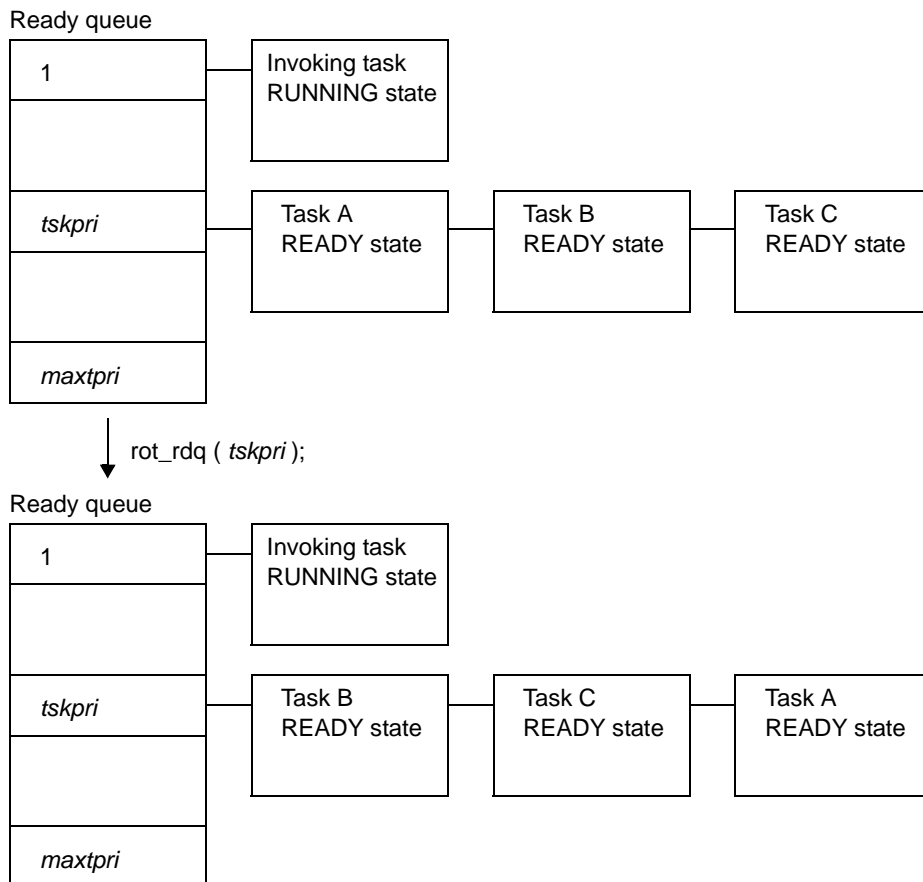 Ready queue
1
Invoking task
RUNNING state
tskpri
Task A
READY state
Task B
READY state
Task C
READY state
maxtpri
rot_rdq ( tskpri );
Ready queue
1
Invoking task
RUNNING state
tskpri
Task B
READY state
Task C
READY state
Task A
READY state
maxtpri